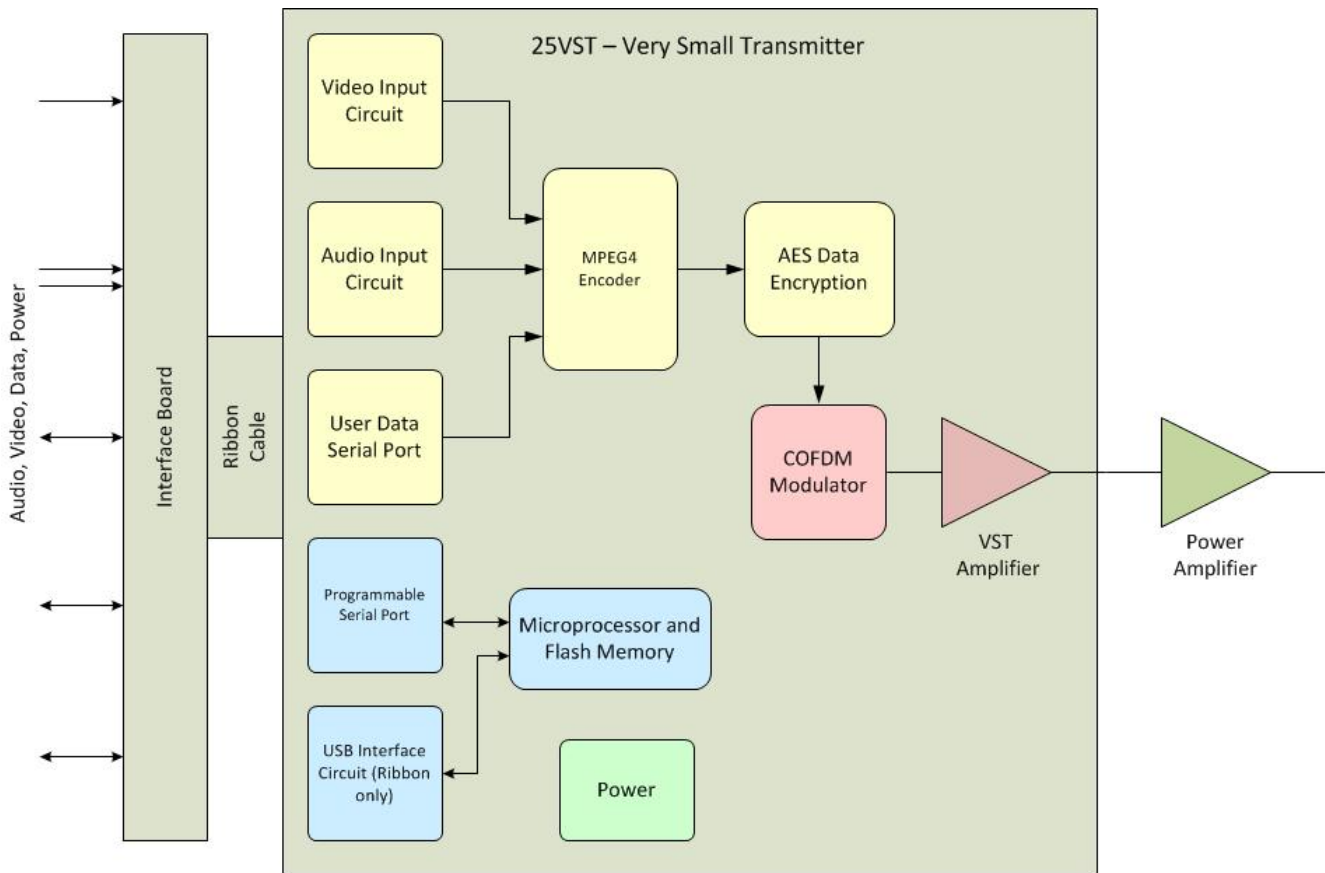 25VST – Very Small Transmitter
Video Input
Circuit
Audio Input
Circuit
User Data
Serial Port
Programmable
Serial Port
USB Interface
Circuit (Ribbon
only)
MPEG4
Encoder
AES Data
Encryption
COFDM
Modulator
VST
Amplifier
Power
Amplifier
Microprocessor and
Flash Memory
Power
Audio, Video, Data, Power
Interface Board
Ribbon
Cable